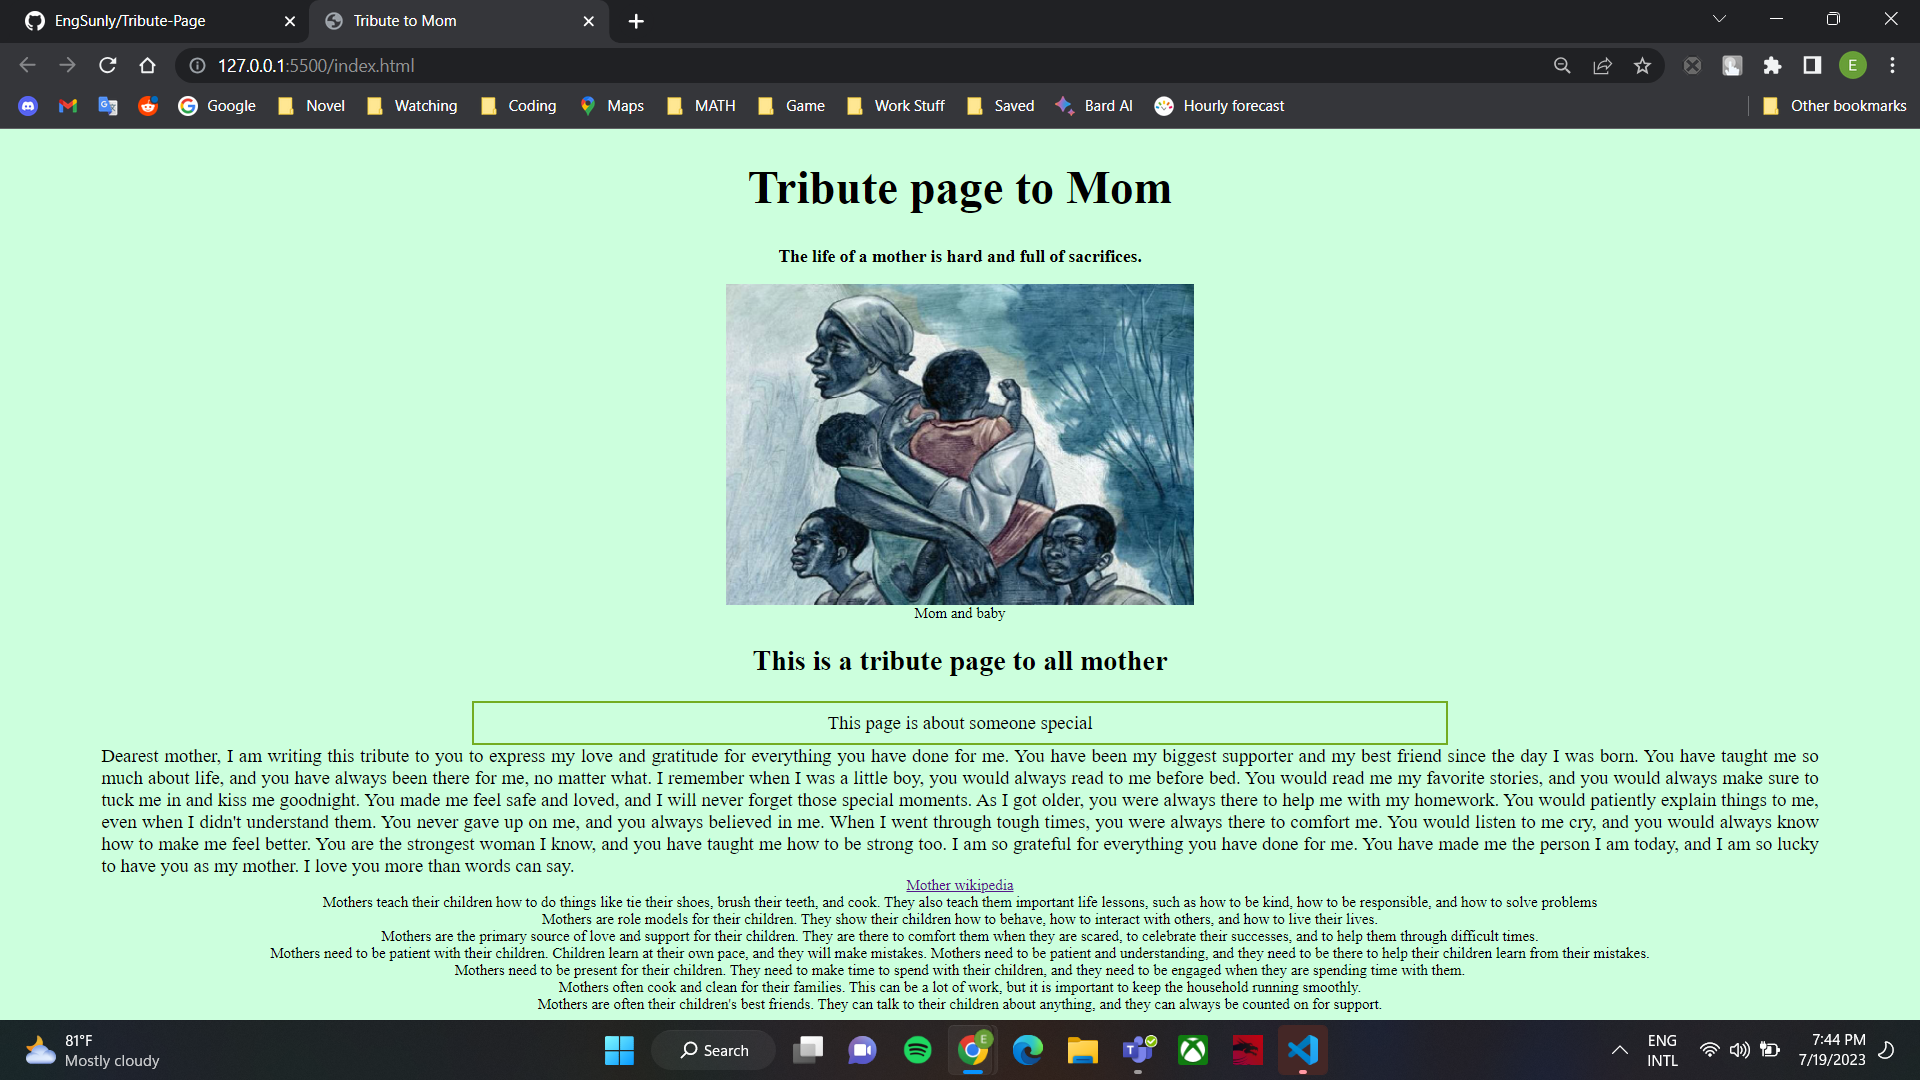 EngSunly/Tribute-Page
Tribute to Mom
127.0.0.1:5500/index.html
E
Google
Novel
Watching
Coding
Maps
MATH
Game
Work Stuff
Saved
Bard AI
Hourly forecast
Other bookmarks
Tribute page to Mom
The life of a mother is hard and full of sacrifices.
Mom and baby
This is a tribute page to all mother
This page is about someone special
Dearest mother, I am writing this tribute to you to express my love and gratitude for everything you have done for me. You have been my biggest supporter and my best friend since the day I was born. You have taught me so
much about life, and you have always been there for me, no matter what. I remember when I was a little boy, you would always read to me before bed. You would read me my favorite stories, and you would always make sure to
tuck me in and kiss me goodnight. You made me feel safe and loved, and I will never forget those special moments. As I got older, you were always there to help me with my homework. You would patiently explain things to me,
even when I didn't understand them. You never gave up on me, and you always believed in me. When I went through tough times, you were always there to comfort me. You would listen to me cry, and you would always know
how to make me feel better. You are the strongest woman I know, and you have taught me how to be strong too. I am so grateful for everything you have done for me. You have made me the person I am today, and I am so lucky
to have you as my mother. I love you more than words can say.
Mother wikipedia
Mothers teach their children how to do things like tie their shoes, brush their teeth, and cook. They also teach them important life lessons, such as how to be kind, how to be responsible, and how to solve problems
Mothers are role models for their children. They show their children how to behave, how to interact with others, and how to live their lives.
Mothers are the primary source of love and support for their children. They are there to comfort them when they are scared, to celebrate their successes, and to help them through difficult times.
Mothers need to be patient with their children. Children learn at their own pace, and they will make mistakes. Mothers need to be patient and understanding, and they need to be there to help their children learn from their mistakes.
Mothers need to be present for their children. They need to make time to spend with their children, and they need to be engaged when they are spending time with them.
Mothers often cook and clean for their families. This can be a lot of work, but it is important to keep the household running smoothly.
Mothers are often their children's best friends. They can talk to their children about anything, and they can always be counted on for support.
81°F
Mostly cloudy
Search
E
ENG
INTL
7:44 PM
7/19/2023